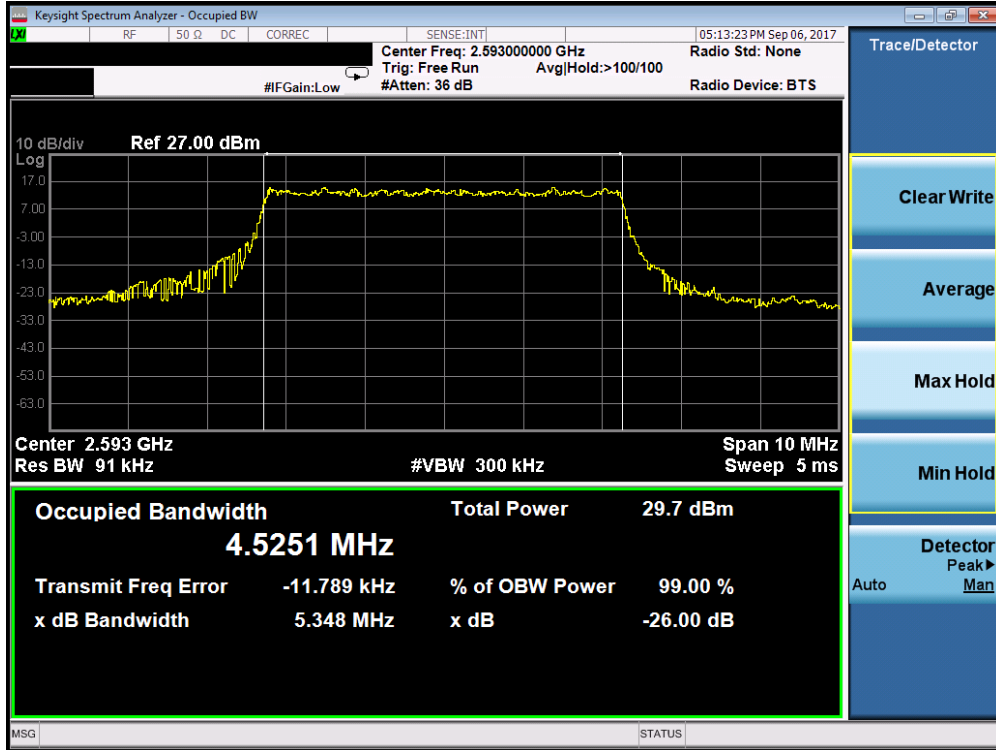 Keysight Spectrum Analyzer - Occupied BW
LXI RF 50 Ω DC CORREC SENSE:INT 05:13:23 PM Sep 06, 2017
Center Freq: 2.593000000 GHz Radio Std: None
Trig: Free Run Avg|Hold:>100/100
#IFGain:Low #Atten: 36 dB Radio Device: BTS
10 dB/div Ref 27.00 dBm
Log
17.0
7.00
-3.00
-13.0
-23.0
-33.0
-43.0
-53.0
-63.0
Center 2.593 GHz Span 10 MHz
Res BW 91 kHz #VBW 300 kHz Sweep 5 ms
Occupied Bandwidth Total Power 29.7 dBm
4.5251 MHz
Transmit Freq Error -11.789 kHz % of OBW Power 99.00 %
x dB Bandwidth 5.348 MHz x dB -26.00 dB
MSG STATUS
Trace/Detector
Clear Write
Average
Max Hold
Min Hold
Detector
Peak▶
Auto Man